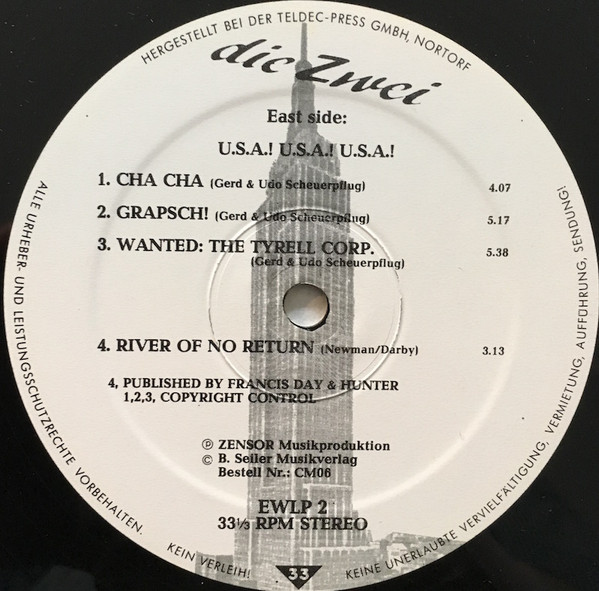 HERGESTELLT BEI DER TELDEC-PRESS GMBH, NORTORF
die Zwei
East side:
U.S.A.! U.S.A.! U.S.A.!
1. CHA CHA (Gerd & Udo Scheuerpflug) 4.07
2. GRAPSCH! (Gerd & Udo Scheuerpflug) 5.17
3. WANTED: THE TYRELL CORP. 5.38
(Gerd & Udo Scheuerpflug)
4. RIVER OF NO RETURN (Newman/Darby) 3.13
4, PUBLISHED BY FRANCIS DAY & HUNTER
1,2,3, COPYRIGHT CONTROL
℗ ZENSOR Musikproduktion
© B. Seiler Musikverlag
Bestell Nr.: CM06
EWLP 2
33⅓ RPM STEREO
33
ALLE URHEBER- UND LEISTUNGSSCHUTZRECHTE VORBEHALTEN.
KEIN VERLEIH!
KEINE UNERLAUBTE VERVIELFÄLTIGUNG, VERMIETUNG, AUFFÜHRUNG, SENDUNG!